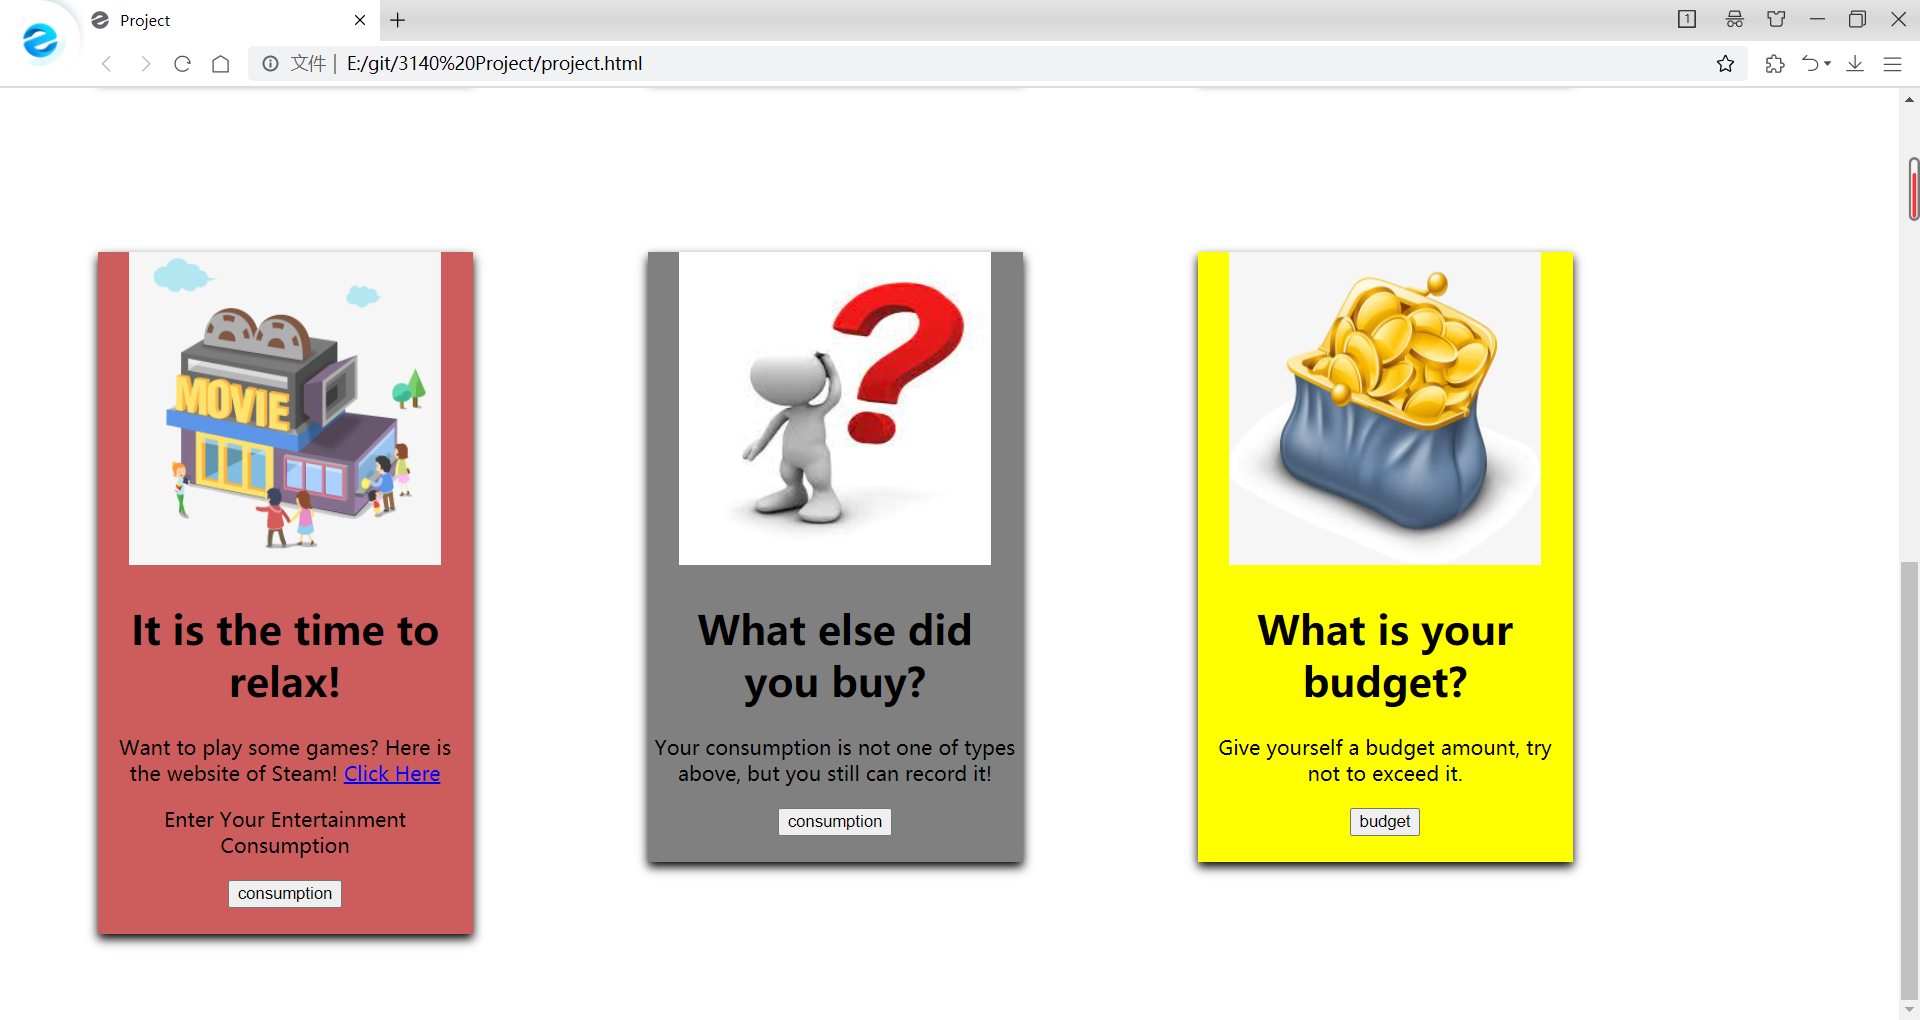 Project
1
文件 | E:/git/3140%20Project/project.html
MOVIE
It is the time to
relax!
Want to play some games? Here is
the website of Steam! Click Here
Enter Your Entertainment
Consumption
consumption
What else did
you buy?
Your consumption is not one of types
above, but you still can record it!
consumption
What is your
budget?
Give yourself a budget amount, try
not to exceed it.
budget